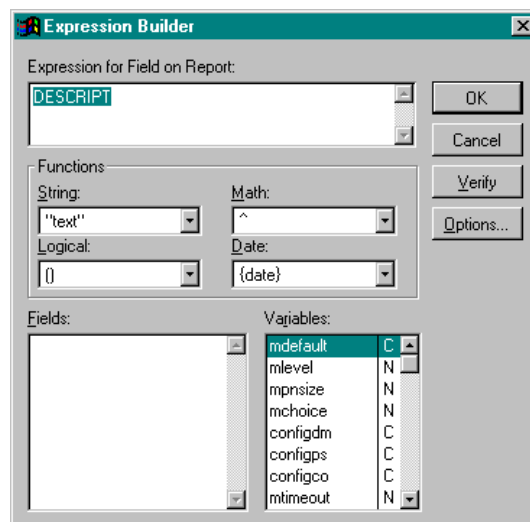 Expression Builder
Expression for Field on Report:
DESCRIPT
OK
Cancel
Verify
Options...
Functions
String:
Math:
"text"
^
Logical:
Date:
()
{date}
Fields:
Variables:
mdefault C
mlevel N
mpnsize N
mchoice N
configdm C
configps C
configco C
mtimeout N